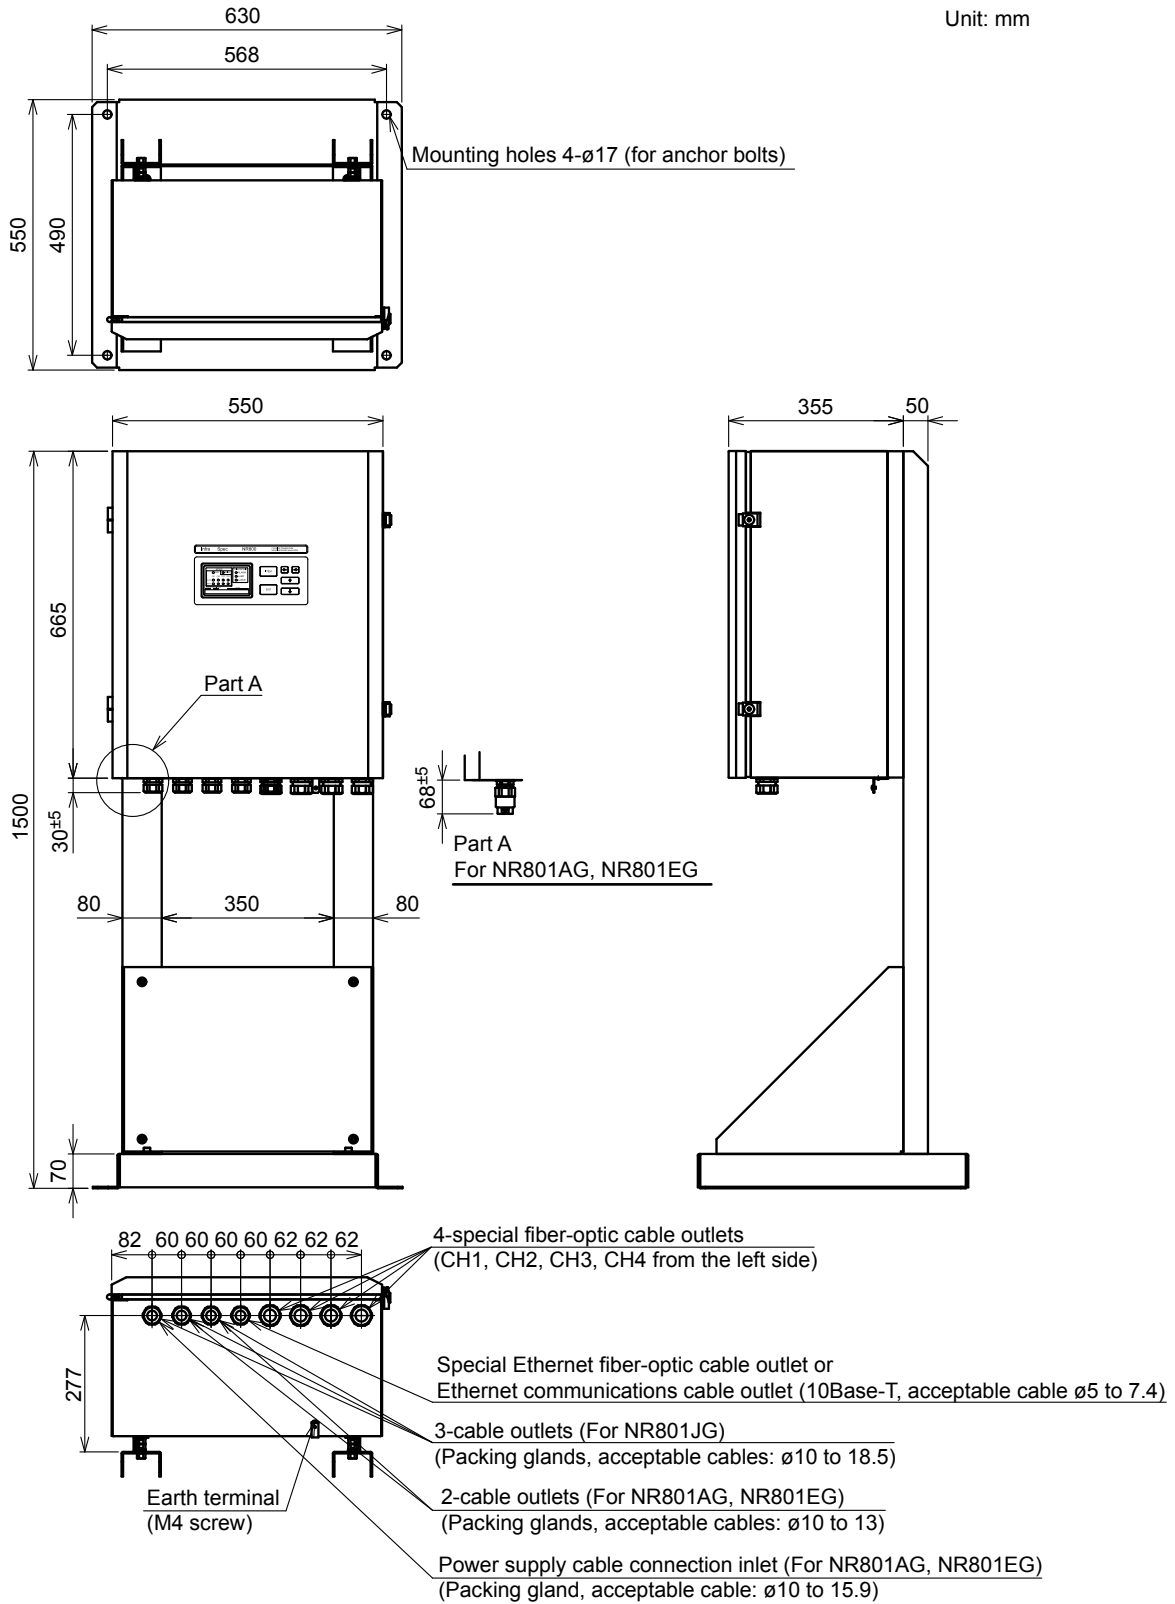 630
Unit: mm
568
Mounting holes 4-ø17 (for anchor bolts)
550
490
550
355
50
Infra Spec NR800
665
Part A
1500
30±5
68±5
Part A
For NR801AG, NR801EG
80
350
80
70
82 60 60 60 60 62 62 62
4-special fiber-optic cable outlets
(CH1, CH2, CH3, CH4 from the left side)
277
Special Ethernet fiber-optic cable outlet or
Ethernet communications cable outlet (10Base-T, acceptable cable ø5 to 7.4)
3-cable outlets (For NR801JG)
(Packing glands, acceptable cables: ø10 to 18.5)
Earth terminal
(M4 screw)
2-cable outlets (For NR801AG, NR801EG)
(Packing glands, acceptable cables: ø10 to 13)
Power supply cable connection inlet (For NR801AG, NR801EG)
(Packing gland, acceptable cable: ø10 to 15.9)